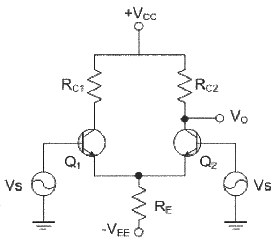 +VCC
RC1 RC2
VO
Q1 Q2
Vs Vs
RE
-VEE